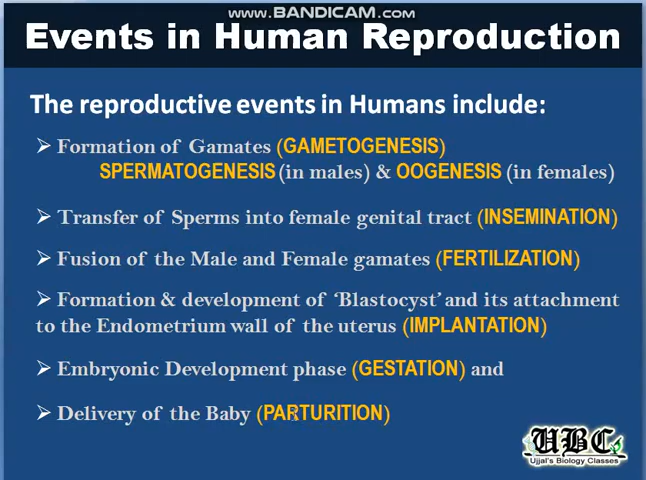 WWW.BANDICAM.COM
Events in Human Reproduction
The reproductive events in Humans include:
➢ Formation of Gamates (GAMETOGENESIS)
SPERMATOGENESIS (in males) & OOGENESIS (in females)
➢ Transfer of Sperms into female genital tract (INSEMINATION)
➢ Fusion of the Male and Female gamates (FERTILIZATION)
➢ Formation & development of ‘Blastocyst’ and its attachment
to the Endometrium wall of the uterus (IMPLANTATION)
➢ Embryonic Development phase (GESTATION) and
➢ Delivery of the Baby (PARTURITION)
UBC
Ujjal's Biology Classes